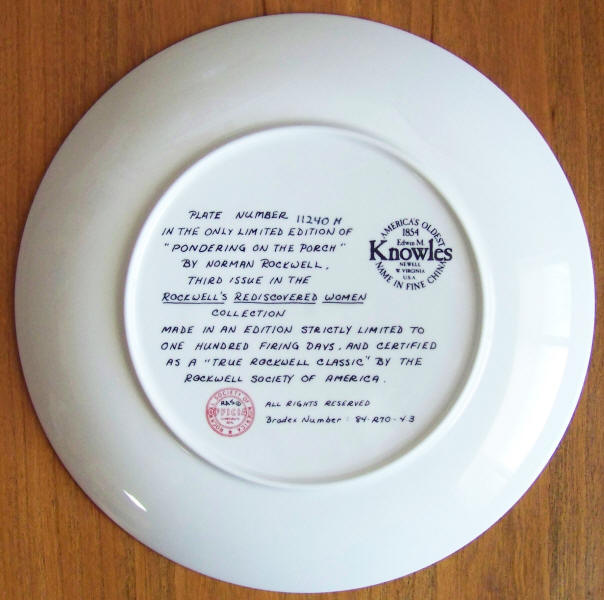 PLATE NUMBER 11240 H
IN THE ONLY LIMITED EDITION OF
"PONDERING ON THE PORCH"
BY NORMAN ROCKWELL.
THIRD ISSUE IN THE
ROCKWELL'S REDISCOVERED WOMEN
COLLECTION
MADE IN AN EDITION STRICTLY LIMITED TO
ONE HUNDRED FIRING DAYS, AND CERTIFIED
AS A "TRUE ROCKWELL CLASSIC" BY THE
ROCKWELL SOCIETY OF AMERICA.
AMERICA'S OLDEST
1854
Edwin M.
Knowles
NEWELL
W. VIRGINIA
U.S.A
NAME IN FINE CHINA
SOCIETY OF
ALL RIGHTS RESERVED
Bradex Number: 84-R70-4.3